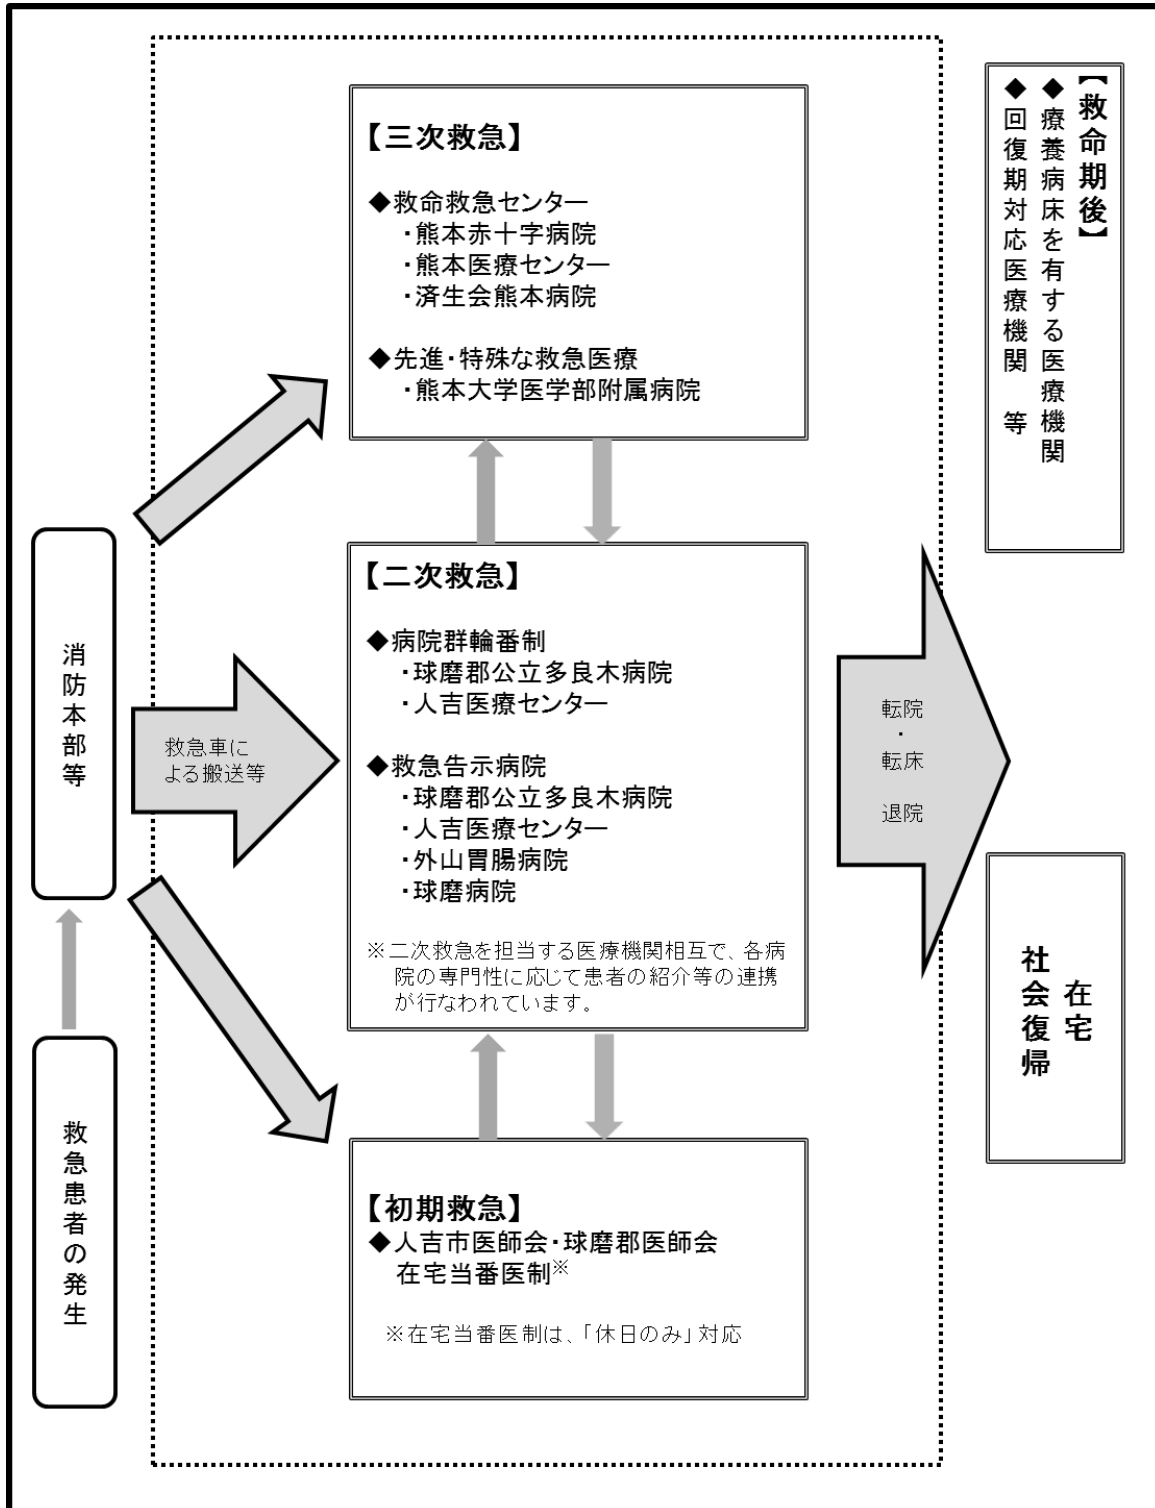 【三次救急】
◆救命救急センター
・熊本赤十字病院
・熊本医療センター
・済生会熊本病院
◆先進・特殊な救急医療
・熊本大学医学部附属病院
【二次救急】
◆病院群輪番制
・球磨郡公立多良木病院
・人吉医療センター
◆救急告示病院
・球磨郡公立多良木病院
・人吉医療センター
・外山胃腸病院
・球磨病院
※二次救急を担当する医療機関相互で、各病
院の専門性に応じて患者の紹介等の連携
が行なわれています。
【初期救急】
◆人吉市医師会・球磨郡医師会
在宅当番医制※
※在宅当番医制は、「休日のみ」対応
消防本部等
救急患者の発生
救急車に
よる搬送等
転院
・
転床
退院
【救命期後】
◆療養病床を有する医療機関
◆回復期対応医療機関　等
在宅
社会復帰